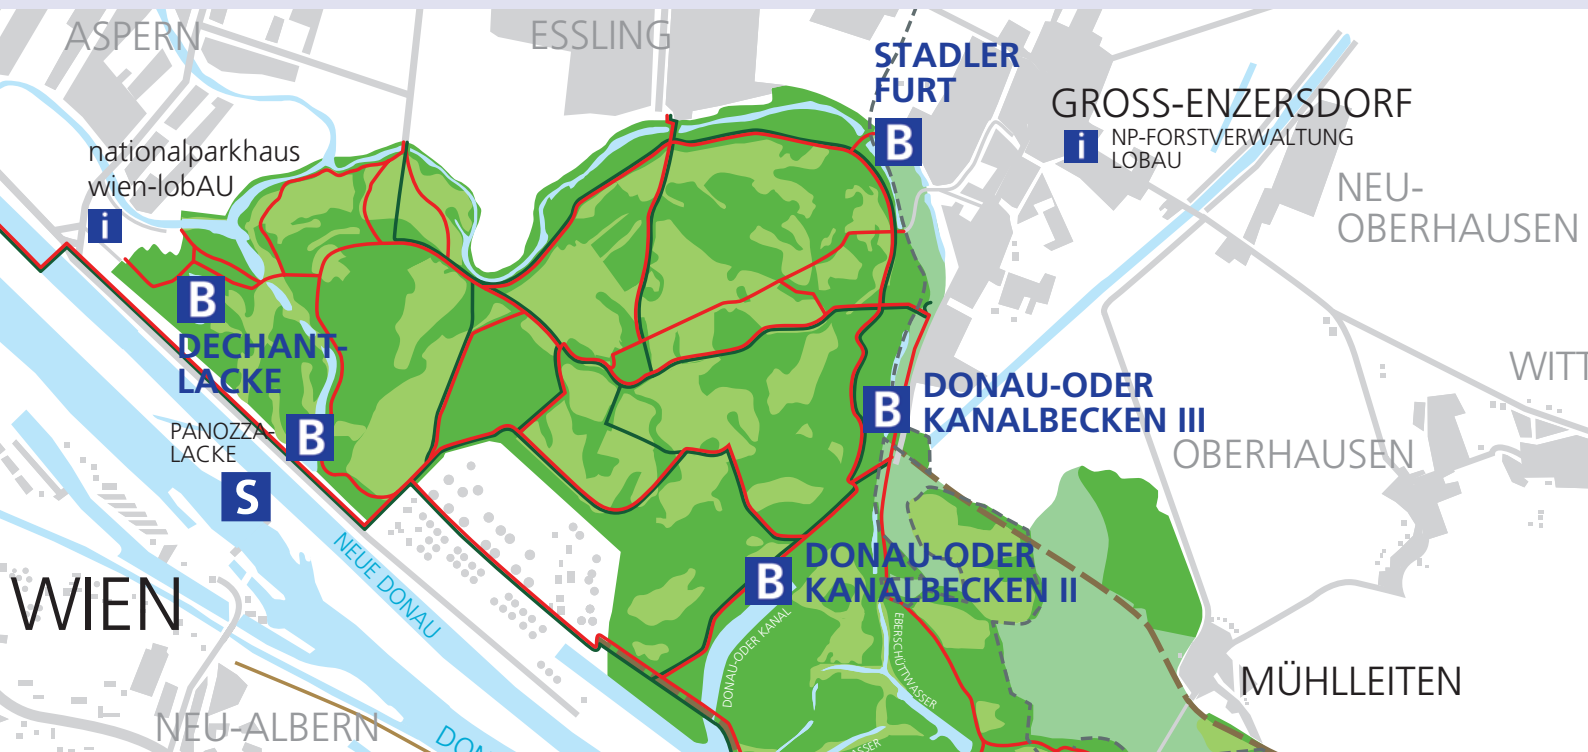 ASPERN
ESSLING
STADLER
FURT
B
GROSS-ENZERSDORF
i
NP-FORSTVERWALTUNG
LOBAU
nationalparkhaus
wien-lobAU
i
NEU-
OBERHAUSEN
B
DECHANT-
LACKE
WITT
B
DONAU-ODER
KANALBECKEN III
PANOZZA-
LACKE
B
S
OBERHAUSEN
NEUE DONAU
B
DONAU-ODER
KANALBECKEN II
WIEN
DONAU-ODER KANAL
EBERSCHÜTTWASSER
MÜHLLEITEN
NEU-ALBERN
DON
ASSER